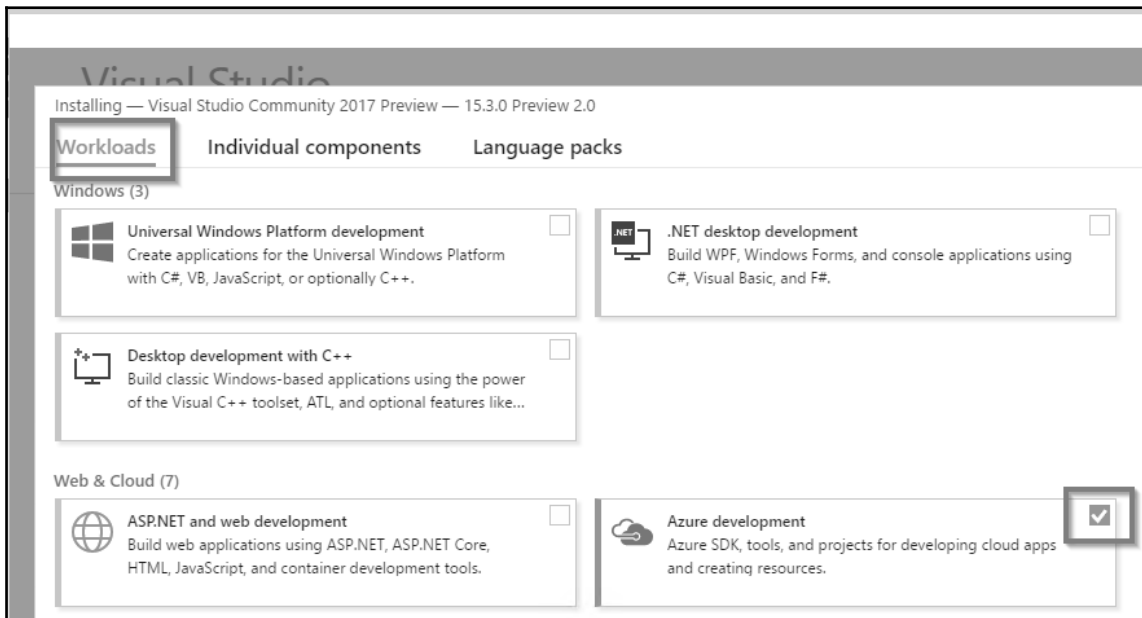 Visual Studio
Installing — Visual Studio Community 2017 Preview — 15.3.0 Preview 2.0
Workloads Individual components Language packs
Windows (3)
Universal Windows Platform development
Create applications for the Universal Windows Platform
with C#, VB, JavaScript, or optionally C++.
.NET
.NET desktop development
Build WPF, Windows Forms, and console applications using
C#, Visual Basic, and F#.
Desktop development with C++
Build classic Windows-based applications using the power
of the Visual C++ toolset, ATL, and optional features like...
Web & Cloud (7)
ASP.NET and web development
Build web applications using ASP.NET, ASP.NET Core,
HTML, JavaScript, and container development tools.
Azure development
Azure SDK, tools, and projects for developing cloud apps
and creating resources.